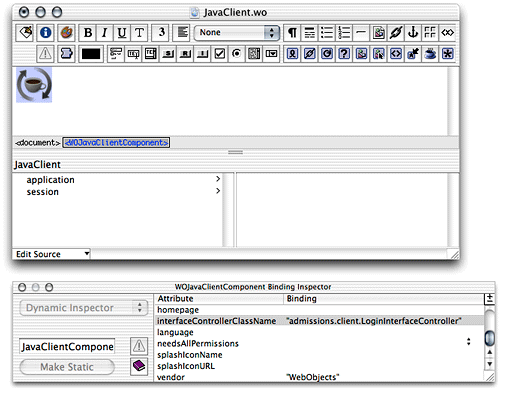 JavaClient.wo
B I U T 3 None
<document> <WOJavaClientComponent>
JavaClient
application >
session >
Edit Source
WOJavaClientComponent Binding Inspector
Dynamic Inspector
Attribute Binding
homepage
interfaceControllerClassName "admissions.client.LoginInterfaceController"
language
JavaClientCompone
needsAllPermissions
splashIconName
Make Static
splashIconURL
vendor "WebObjects"